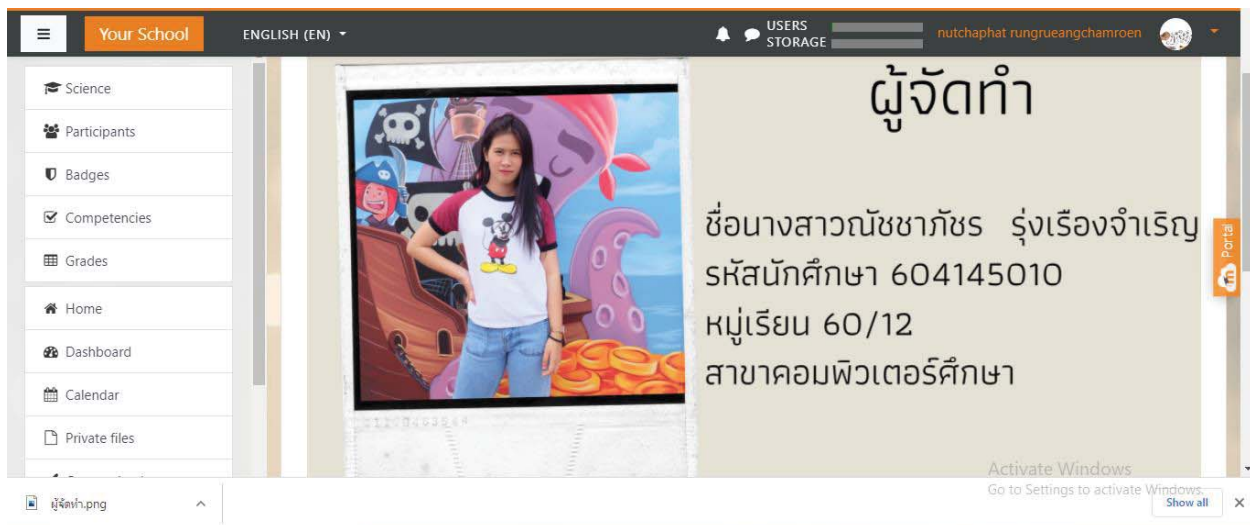 Your School
ENGLISH (EN)
USERS
STORAGE
nutchaphat rungrueangchamroen
Science
Participants
Badges
Competencies
Grades
Home
Dashboard
Calendar
Private files
ผู้จัดทำ
ชื่อนางสาวณัชชาภัชร รุ่งเรืองจำเริญ
รหัสนักศึกษา 604145010
หมู่เรียน 60/12
สาขาคอมพิวเตอร์ศึกษา
Portal
Activate Windows
Go to Settings to activate Windows.
ผู้จัดทำ.png
Show all